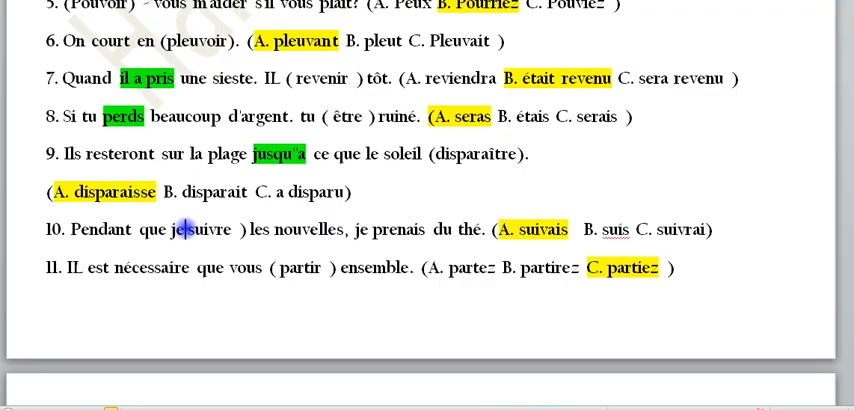 5. (Pouvoir) - vous m'aider s'il vous plaît? (A. Peux B. Pourriez C. Pouviez )
6. On court en (pleuvoir). (A. pleuvant B. pleut C. Pleuvait )
7. Quand il a pris une sieste. IL ( revenir ) tôt. (A. reviendra B. était revenu C. sera revenu )
8. Si tu perds beaucoup d'argent. tu ( être ) ruiné. (A. seras B. étais C. serais )
9. Ils resteront sur la plage jusqu"a ce que le soleil (disparaître).
(A. disparaisse B. disparait C. a disparu)
10. Pendant que je suivre ) les nouvelles, je prenais du thé. (A. suivais B. suis C. suivrai)
11. IL est nécessaire que vous ( partir ) ensemble. (A. partez B. partirez C. partiez )